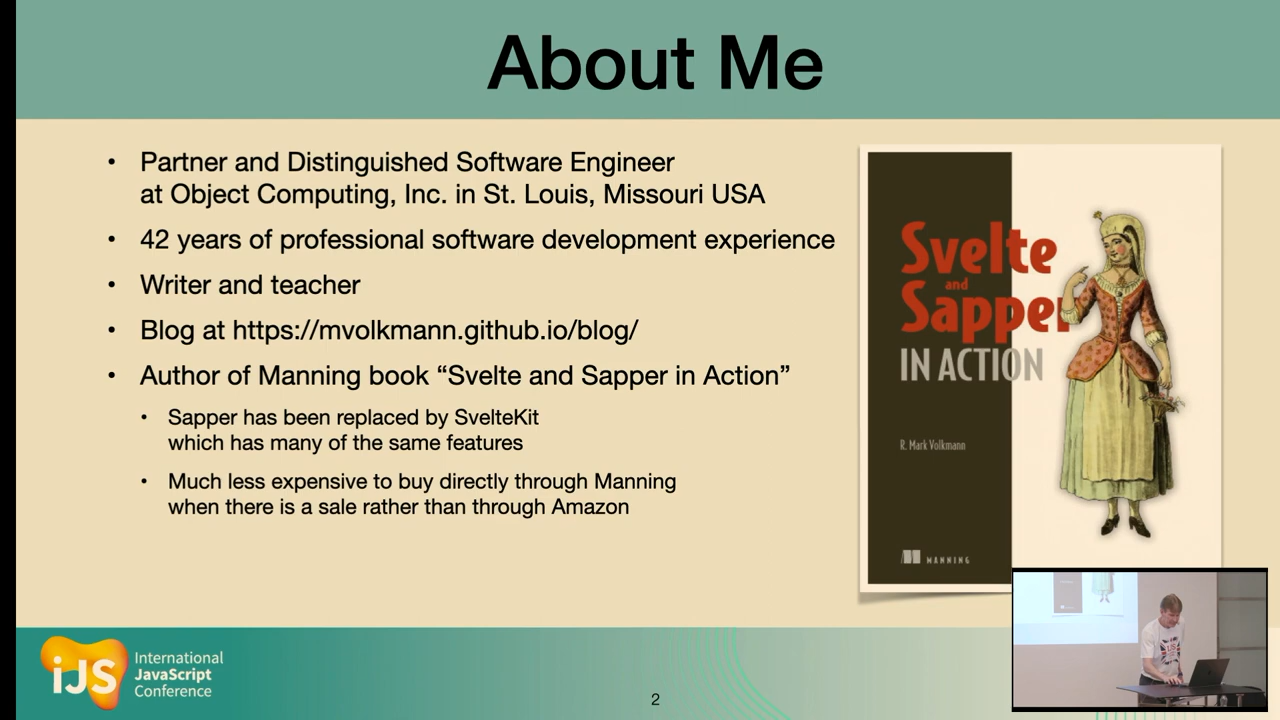 About Me
• Partner and Distinguished Software Engineer
at Object Computing, Inc. in St. Louis, Missouri USA
• 42 years of professional software development experience
• Writer and teacher
• Blog at https://mvolkmann.github.io/blog/
• Author of Manning book “Svelte and Sapper in Action”
• Sapper has been replaced by SvelteKit
which has many of the same features
• Much less expensive to buy directly through Manning
when there is a sale rather than through Amazon
Svelte
and
Sapper
IN ACTION
R. Mark Volkmann
MANNING
iJS
International
JavaScript
Conference
2